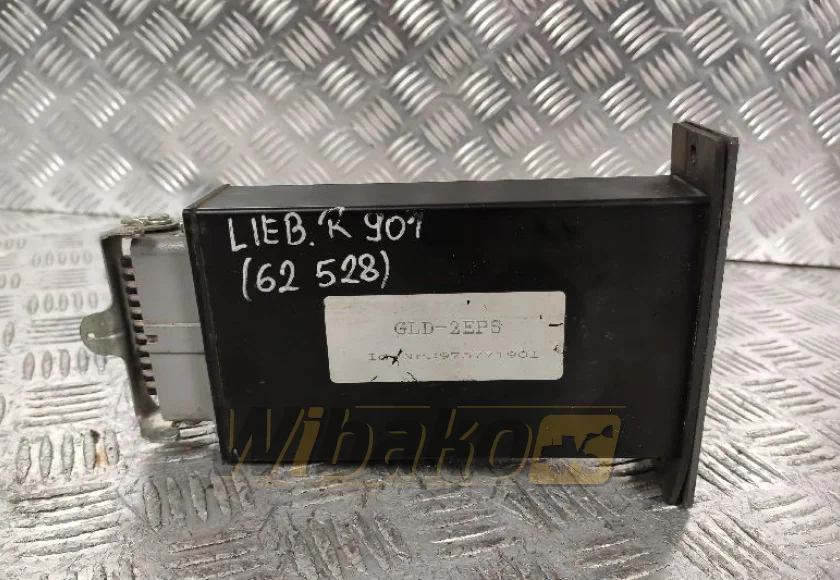 LIEB. R 901
(62 528)
GLD-2EPS
Wibako